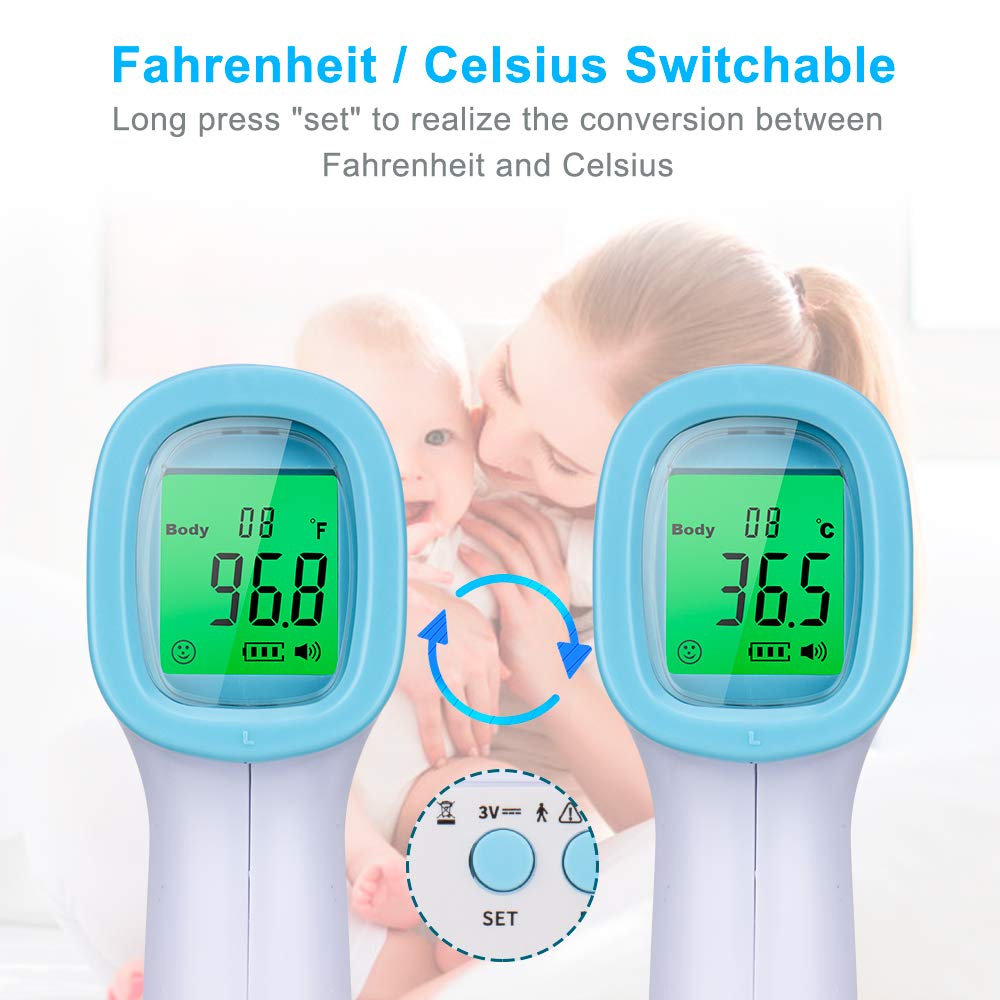 Fahrenheit / Celsius Switchable
Long press "set" to realize the conversion between
Fahrenheit and Celsius
Body 08 °F
96.8
Body 08 °C
36.5
L
L
3V
SET